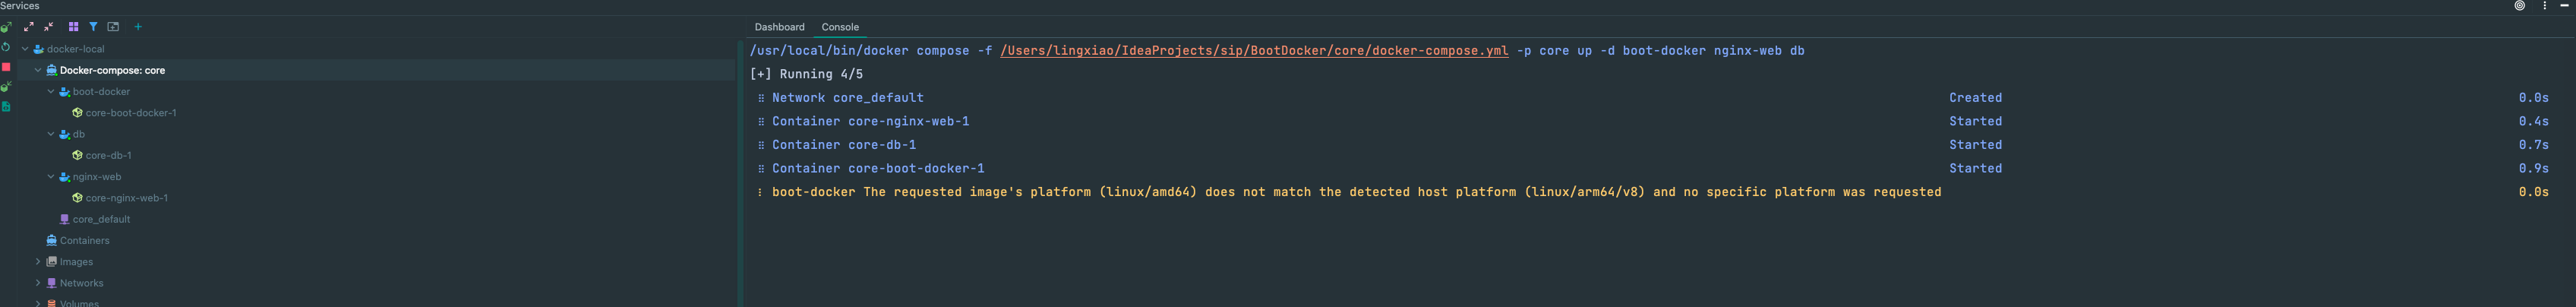 Services
docker-local
Docker-compose: core
boot-docker
core-boot-docker-1
db
core-db-1
nginx-web
core-nginx-web-1
core_default
Containers
Images
Networks
Volumes
Dashboard Console
/usr/local/bin/docker compose -f /Users/lingxiao/IdeaProjects/sip/BootDocker/core/docker-compose.yml -p core up -d boot-docker nginx-web db
[+] Running 4/5
⠿ Network core_default Created 0.0s
⠿ Container core-nginx-web-1 Started 0.4s
⠿ Container core-db-1 Started 0.7s
⠿ Container core-boot-docker-1 Started 0.9s
⠇ boot-docker The requested image's platform (linux/amd64) does not match the detected host platform (linux/arm64/v8) and no specific platform was requested 0.0s